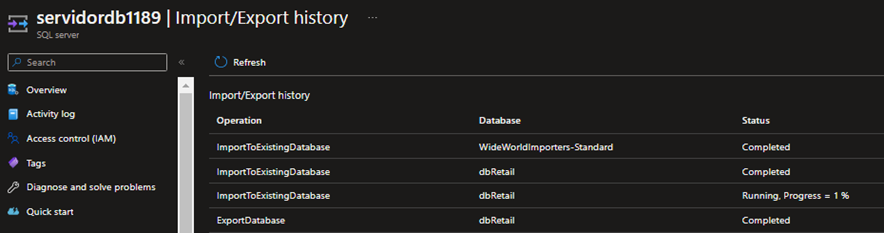 servidordb1189 | Import/Export history ...
SQL server
Search
«
Refresh
Overview
Activity log
Access control (IAM)
Tags
Diagnose and solve problems
Quick start
Import/Export history
Operation Database Status
ImportToExistingDatabase WideWorldImporters-Standard Completed
ImportToExistingDatabase dbRetail Completed
ImportToExistingDatabase dbRetail Running, Progress = 1 %
ExportDatabase dbRetail Completed